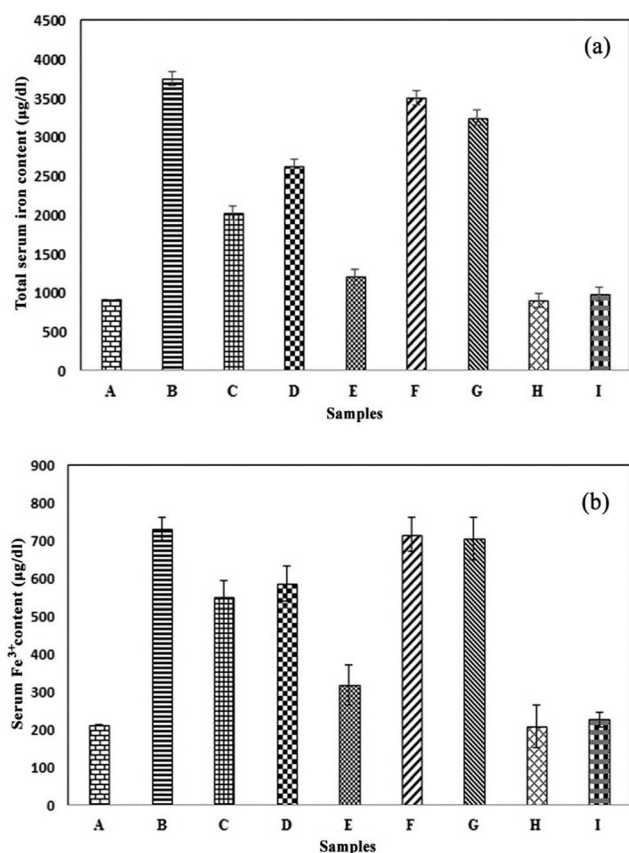 (a)
Total serum iron content (µg/dl)
4500
4000
3500
3000
2500
2000
1500
1000
500
0
A B C D E F G H I
Samples
(b)
Serum Fe³⁺content (µg/dl)
900
800
700
600
500
400
300
200
100
0
A B C D E F G H I
Samples